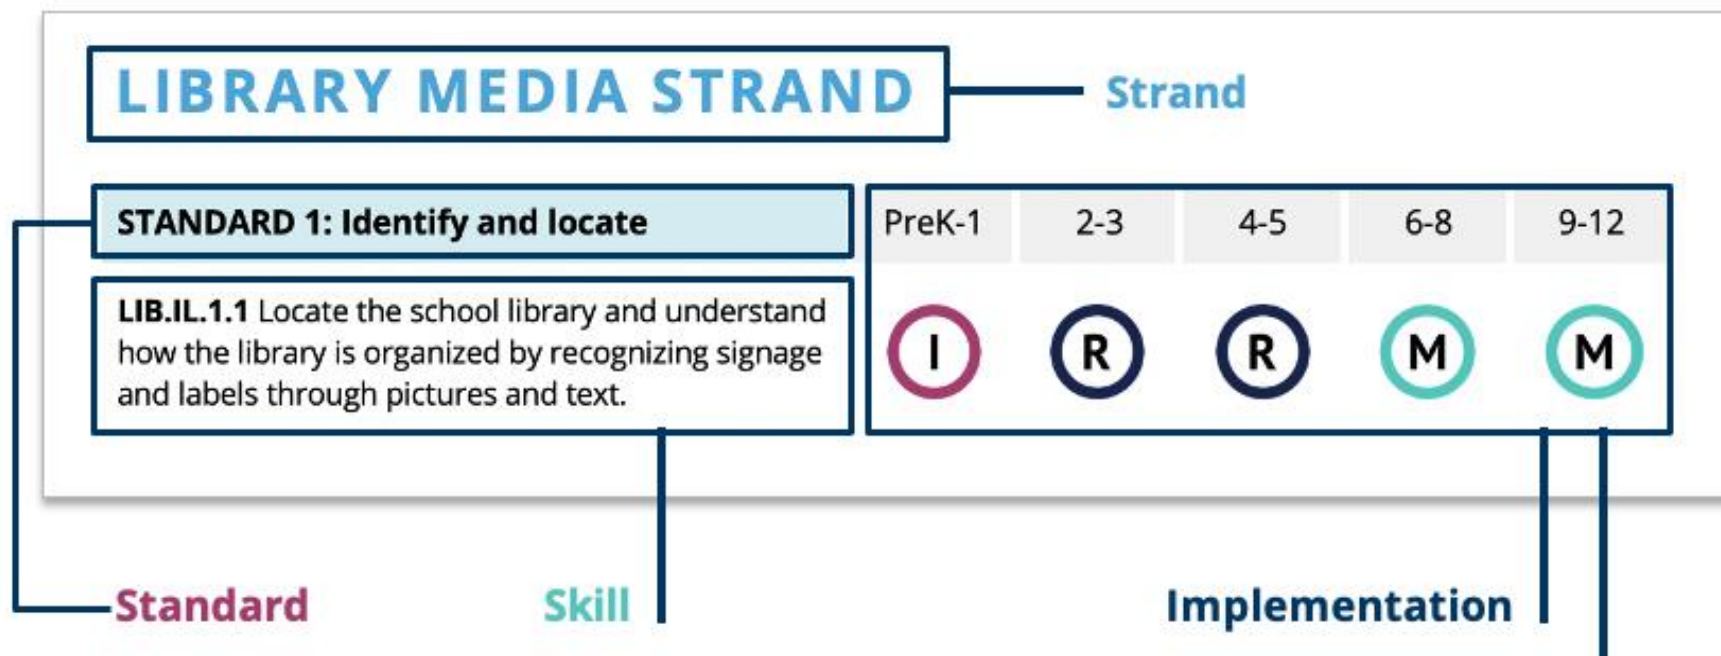 LIBRARY MEDIA STRAND
Strand
STANDARD 1: Identify and locate
PreK-1 2-3 4-5 6-8 9-12
LIB.IL.1.1 Locate the school library and understand
how the library is organized by recognizing signage
and labels through pictures and text.
I R R M M
Standard Skill Implementation